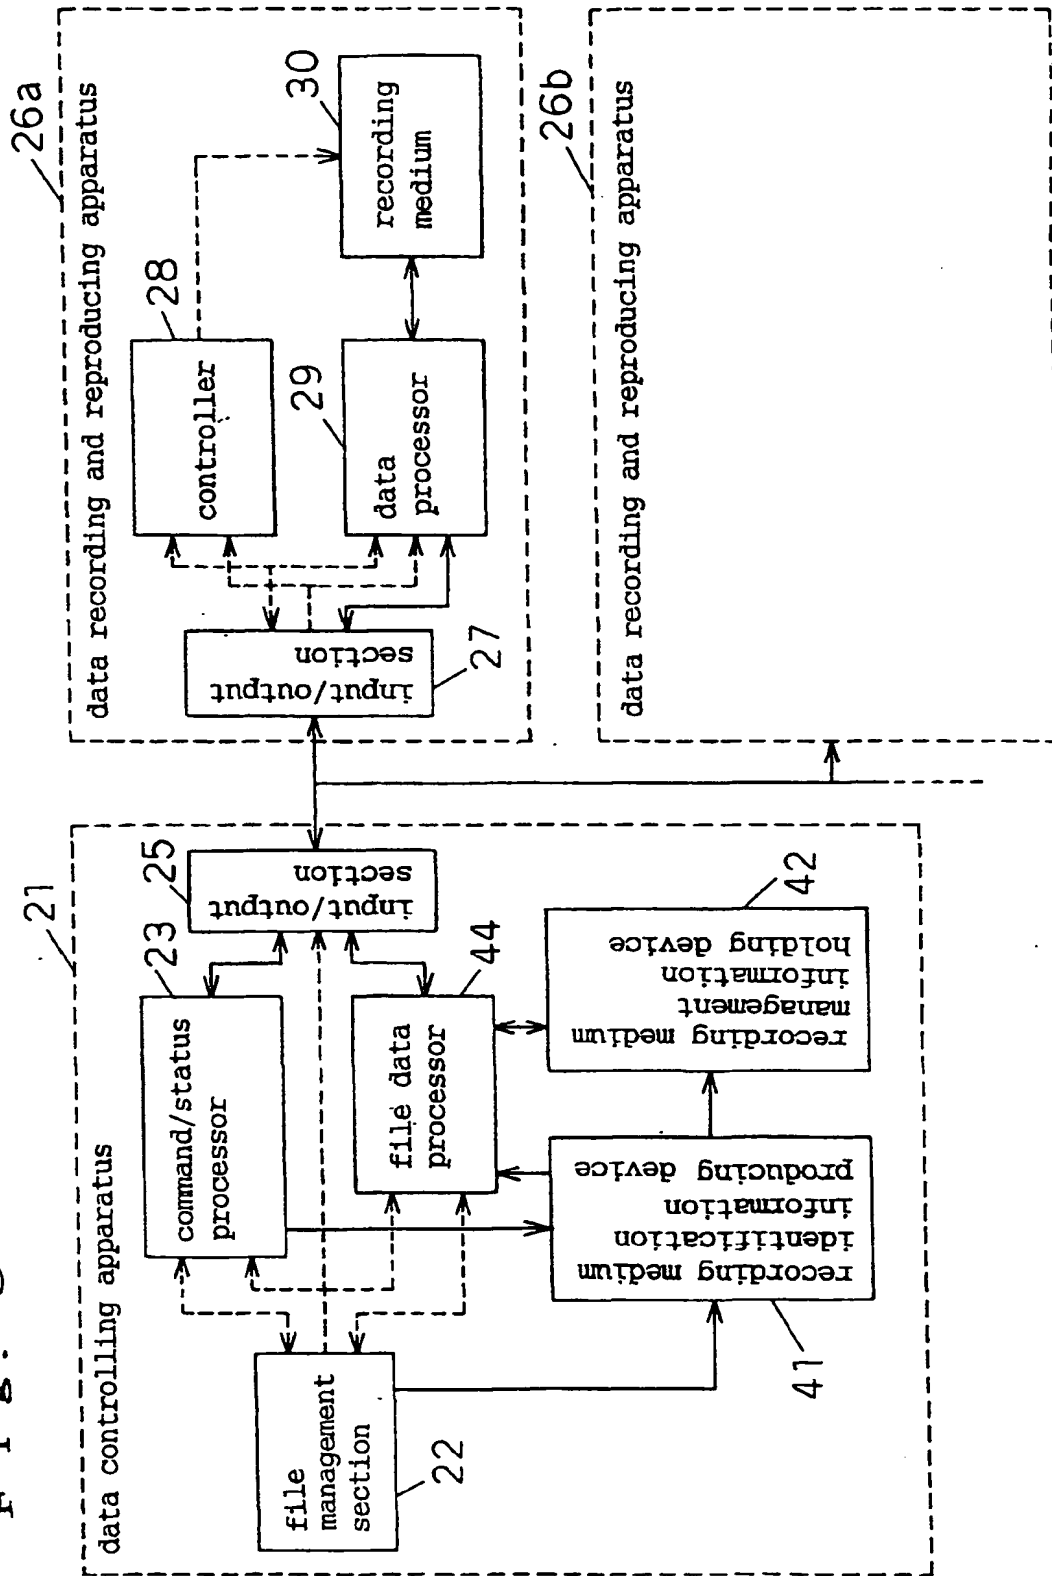 Fig.
data controlling apparatus
21
file
management
section
22
command/status
processor
23
input/output
section
25
file data
processor
44
recording medium
identification
information
producing device
41
recording medium
management
information
holding device
42
data recording and reproducing apparatus
26a
input/output
section
27
controller
28
data
processor
29
recording
medium
30
data recording and reproducing apparatus
26b